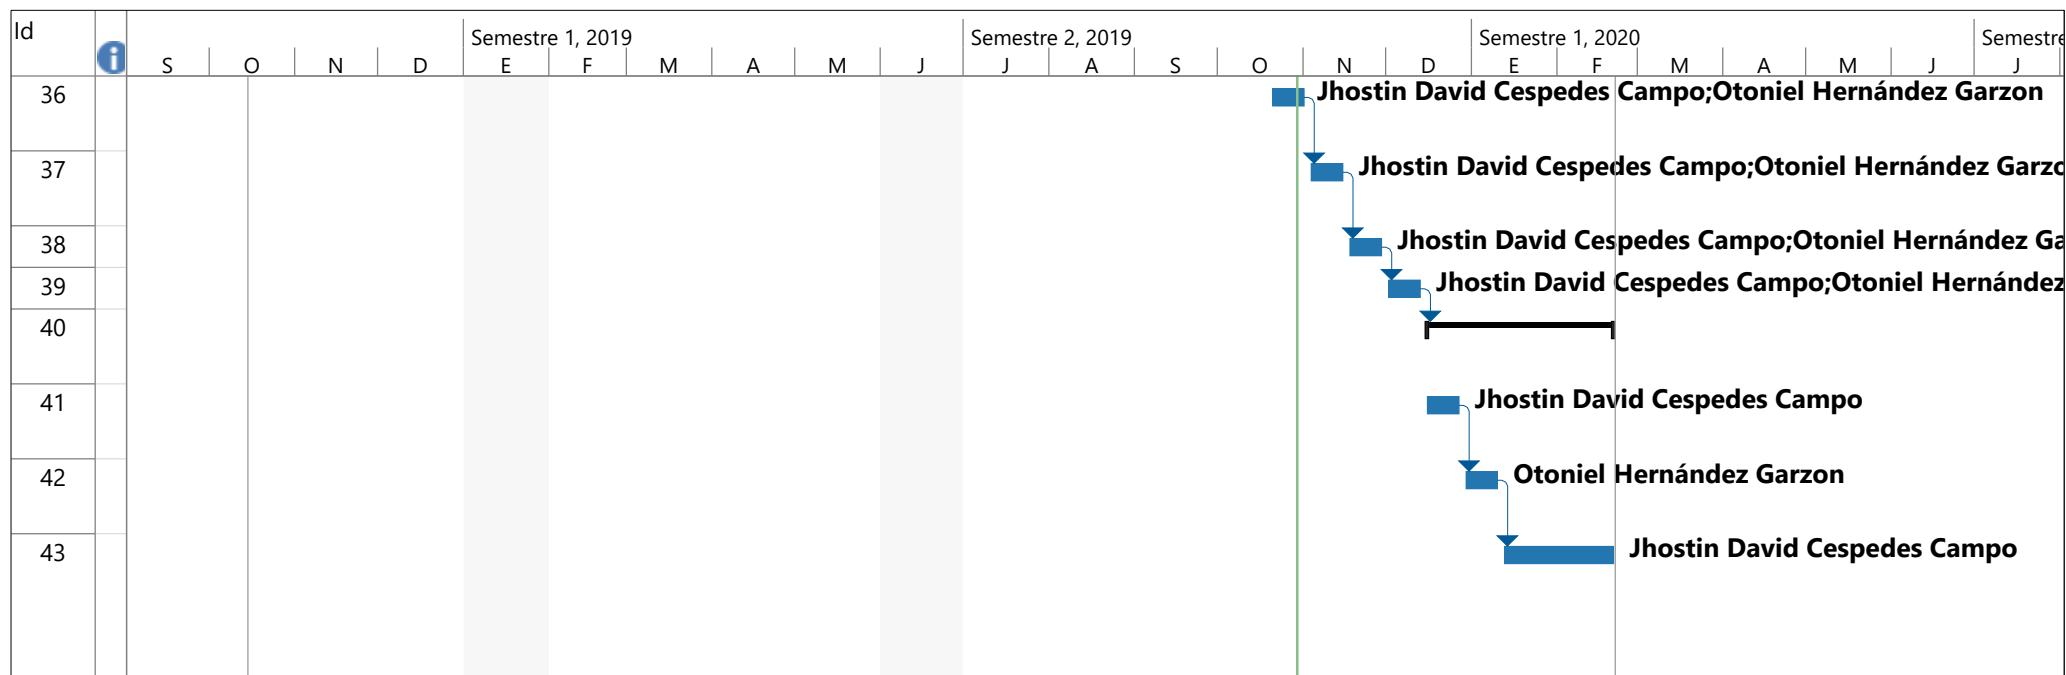 Id
Semestre 1, 2019 Semestre 2, 2019 Semestre 1, 2020 Semestre
S O N D E F M A M J J A S O N D E F M A M J J
36 Jhostin David Cespedes Campo;Otoniel Hernández Garzon
37 Jhostin David Cespedes Campo;Otoniel Hernández Garzo
38 Jhostin David Cespedes Campo;Otoniel Hernández Ga
39 Jhostin David Cespedes Campo;Otoniel Hernández
40
41 Jhostin David Cespedes Campo
42 Otoniel Hernández Garzon
43 Jhostin David Cespedes Campo